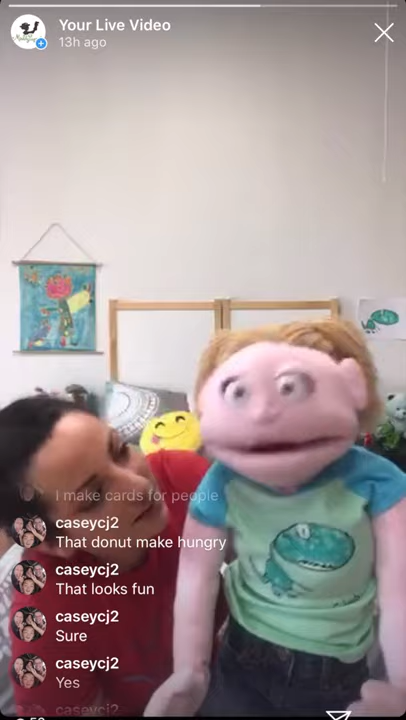 Your Live Video
13h ago
I make cards for people
caseycj2
That donut make hungry
caseycj2
That looks fun
caseycj2
Sure
caseycj2
Yes
caseycj2